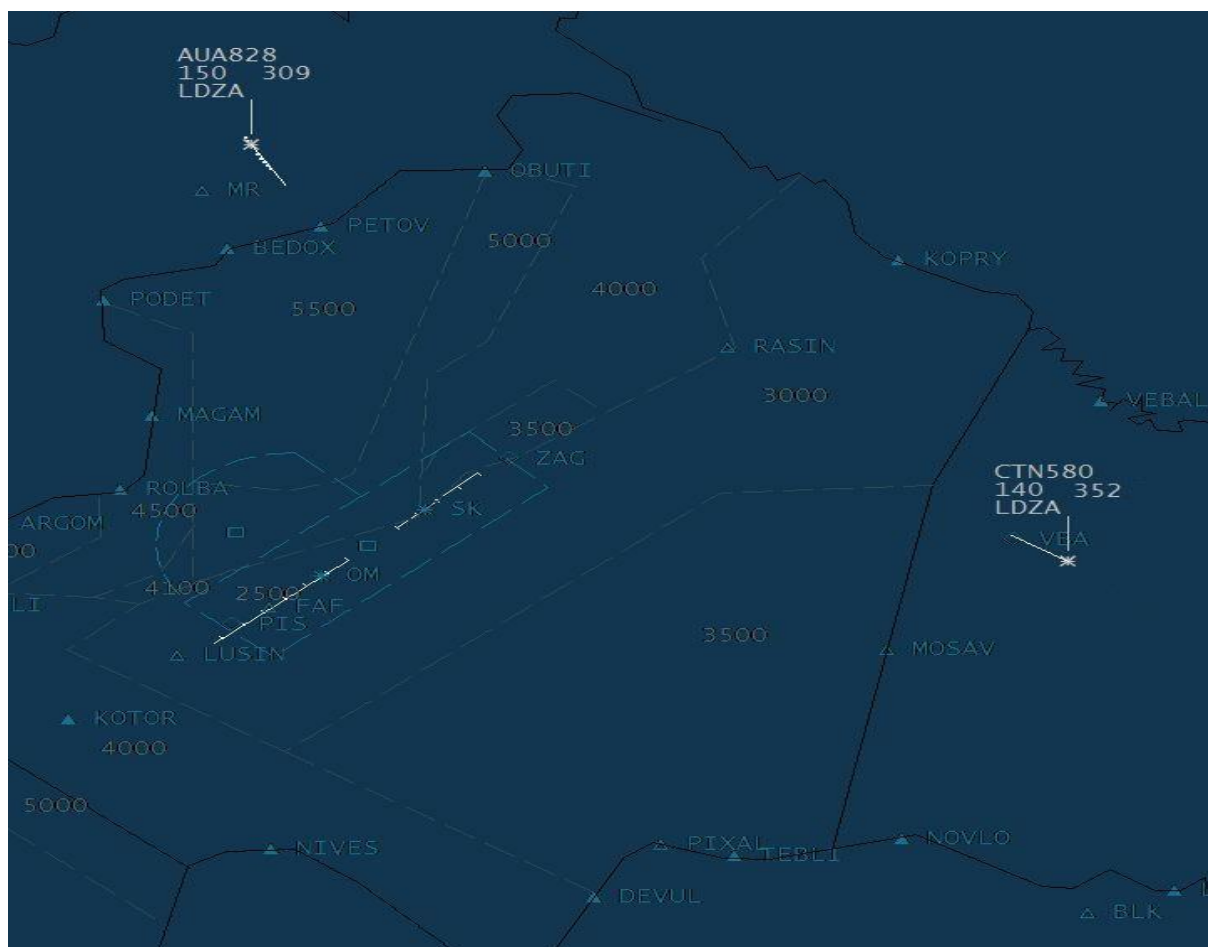 AUA828
150 309
LDZA
OBUTI
MR
PETOV
5000
BEDOX
KOPRY
4000
PODET
5500
RASIN
3000
VEBAL
MAGAM
3500
ZAG
CTN580
140 352
LDZA
ROLBA
4500
SK
ARGOM
VBA
00
OM
4100
2500
FAF
LI
PIS
3500
LUSIN
MOSAV
KOTOR
4000
5000
NIVES
PIXAL
TEBLI
NOVLO
DEVUL
BLK